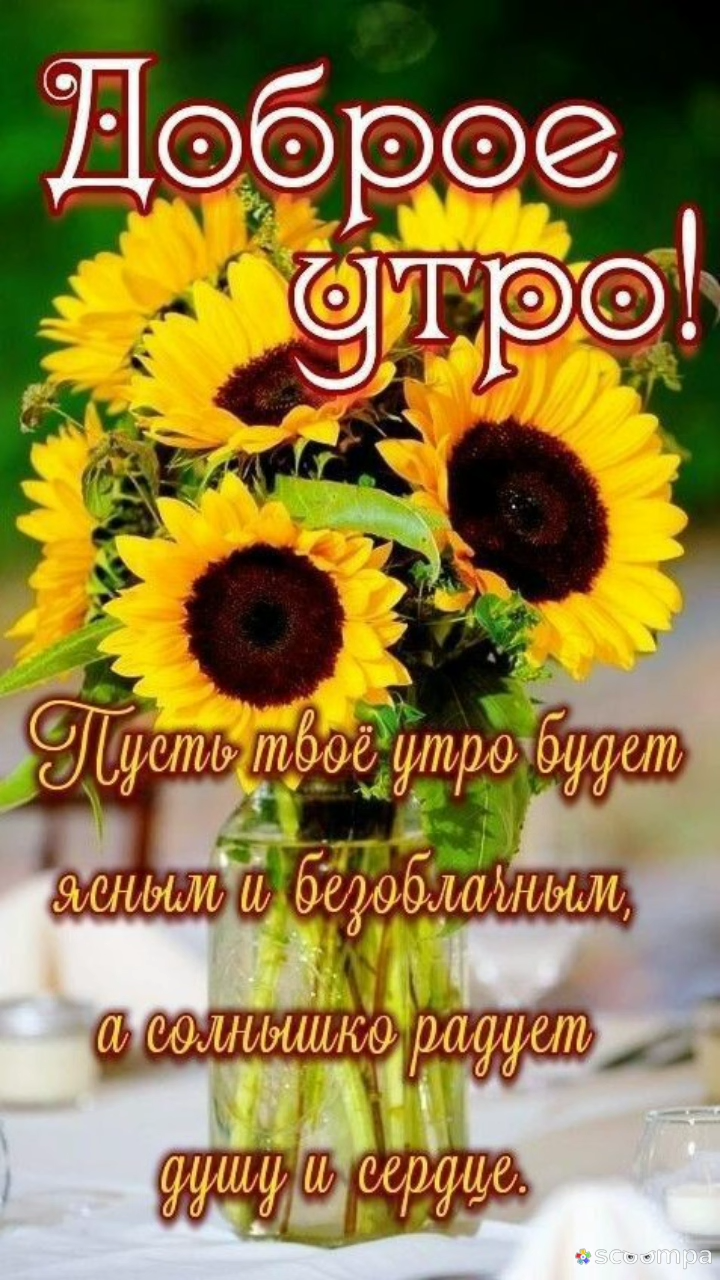 Доброе
утро!
Пусть твоё утро будет
ясным и безоблачным,
а солнышко радует
душу и сердце.
scoompa